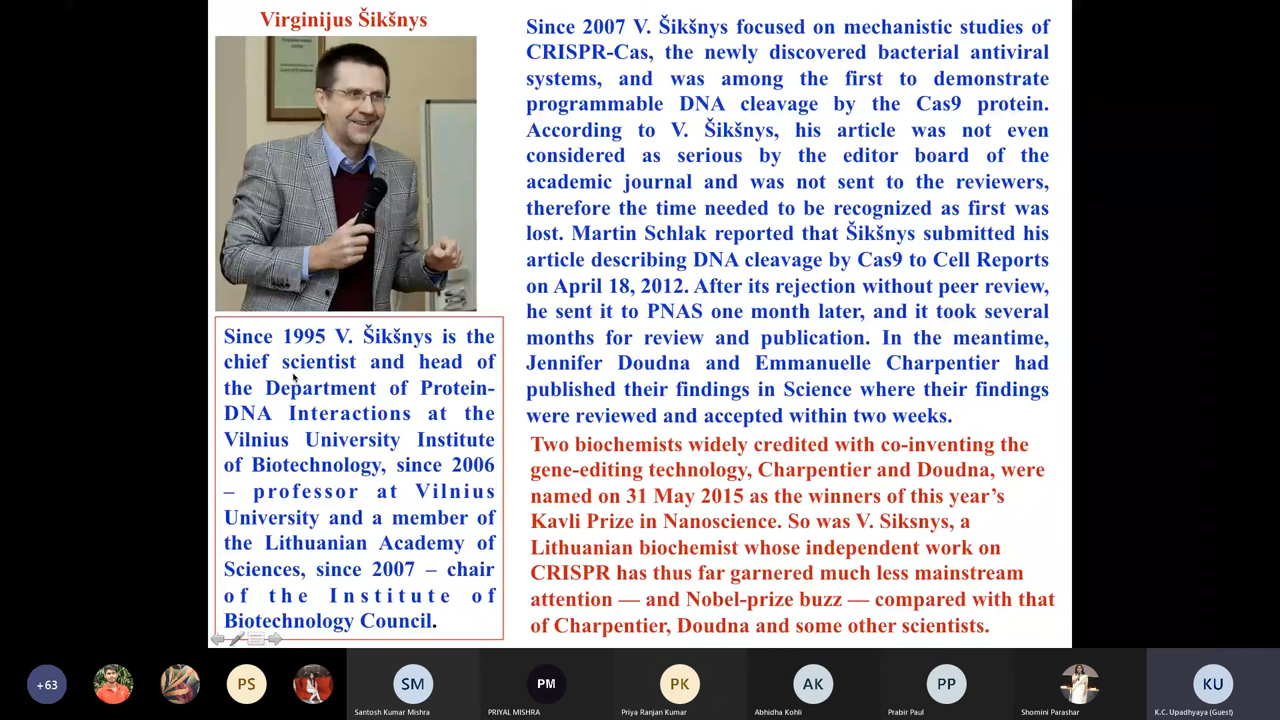 Virginijus Šikšnys
Since 1995 V. Šikšnys is the
chief scientist and head of
the Department of Protein-
DNA Interactions at the
Vilnius University Institute
of Biotechnology, since 2006
– professor at Vilnius
University and a member of
the Lithuanian Academy of
Sciences, since 2007 – chair
of the Institute of
Biotechnology Council.
Since 2007 V. Šikšnys focused on mechanistic studies of
CRISPR-Cas, the newly discovered bacterial antiviral
systems, and was among the first to demonstrate
programmable DNA cleavage by the Cas9 protein.
According to V. Šikšnys, his article was not even
considered as serious by the editor board of the
academic journal and was not sent to the reviewers,
therefore the time needed to be recognized as first was
lost. Martin Schlak reported that Šikšnys submitted his
article describing DNA cleavage by Cas9 to Cell Reports
on April 18, 2012. After its rejection without peer review,
he sent it to PNAS one month later, and it took several
months for review and publication. In the meantime,
Jennifer Doudna and Emmanuelle Charpentier had
published their findings in Science where their findings
were reviewed and accepted within two weeks.
Two biochemists widely credited with co-inventing the
gene-editing technology, Charpentier and Doudna, were
named on 31 May 2015 as the winners of this year’s
Kavli Prize in Nanoscience. So was V. Siksnys, a
Lithuanian biochemist whose independent work on
CRISPR has thus far garnered much less mainstream
attention — and Nobel-prize buzz — compared with that
of Charpentier, Doudna and some other scientists.
+63
PS
SM
Santosh Kumar Mishra
PM
PRIYAL MISHRA
PK
Priya Ranjan Kumar
AK
Abhidha Kohli
PP
Prabir Paul
Shomini Parashar
KU
K.C. Upadhyaya (Guest)